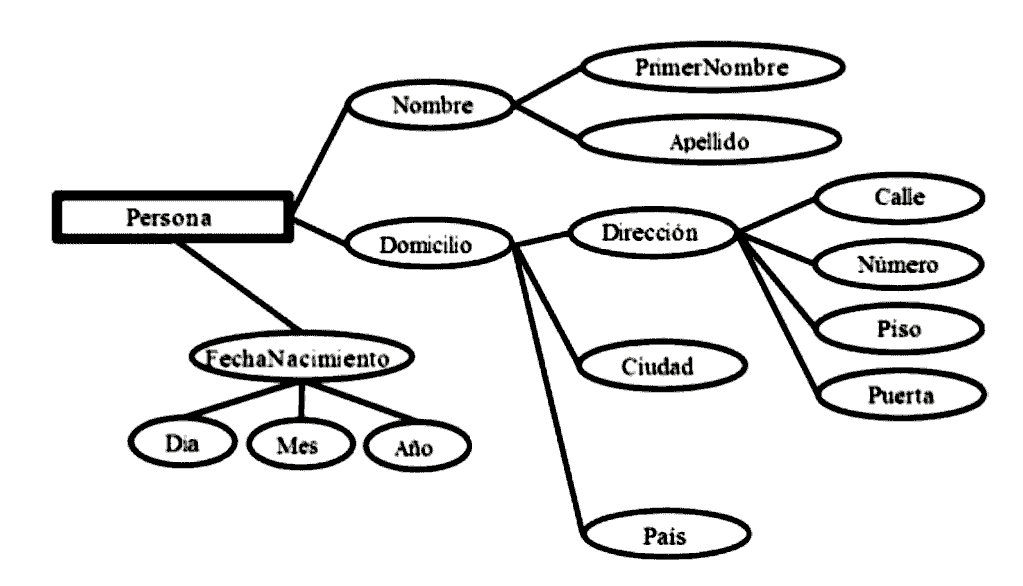 PrimerNombre
Nombre
Apellido
Calle
Persona
Domicilio
Dirección
Número
Piso
FechaNacimiento
Ciudad
Puerta
Dia
Mes
Año
País